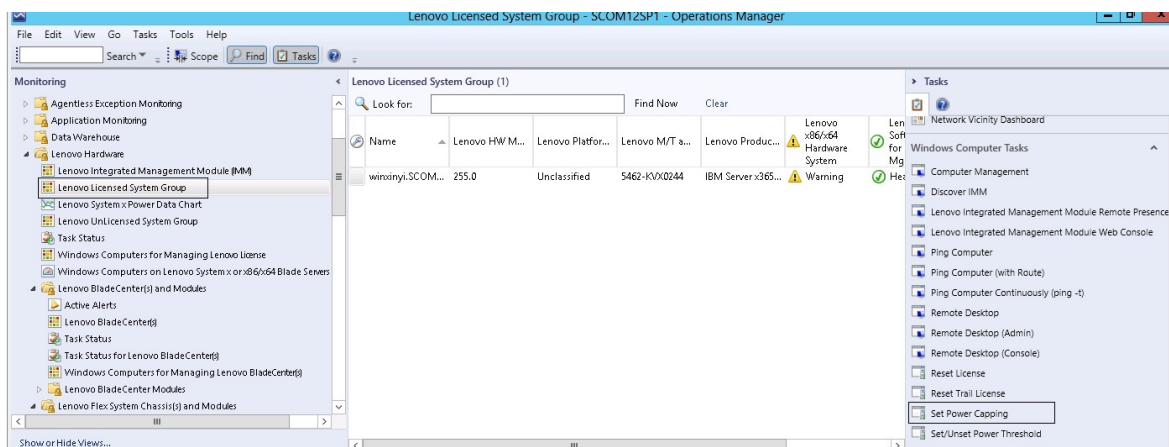 Lenovo Licensed System Group - SCOM12SP1 - Operations Manager
File Edit View Go Tasks Tools Help
Search Scope Find Tasks
Monitoring
Agentless Exception Monitoring
Application Monitoring
Data Warehouse
Lenovo Hardware
Lenovo Integrated Management Module (IMM)
Lenovo Licensed System Group
Lenovo System x Power Data Chart
Lenovo UnLicensed System Group
Task Status
Windows Computers for Managing Lenovo License
Windows Computers on Lenovo System x or x86/x64 Blade Servers
Lenovo BladeCenter(s) and Modules
Active Alerts
Lenovo BladeCenter(s)
Task Status
Task Status for Lenovo BladeCenter(s)
Windows Computers for Managing Lenovo BladeCenter(s)
Lenovo BladeCenter Modules
Lenovo Flex System Chassis(s) and Modules
Show or Hide Views...
Lenovo Licensed System Group (1)
Look for: Find Now Clear
Name Lenovo HW M... Lenovo Platfor... Lenovo M/T a... Lenovo Produc...
Lenovo
x86/x64
Hardware
System
Len
Soft
for
Mg
winxinyi.SCOM... 255.0 Unclassified 5462-KVX0244 IBM Server x365... Warning Hea
Tasks
Network Vicinity Dashboard
Windows Computer Tasks
Computer Management
Discover IMM
Lenovo Integrated Management Module Remote Presence
Lenovo Integrated Management Module Web Console
Ping Computer
Ping Computer (with Route)
Ping Computer Continuously (ping -t)
Remote Desktop
Remote Desktop (Admin)
Remote Desktop (Console)
Reset License
Reset Trail License
Set Power Capping
Set/Unset Power Threshold